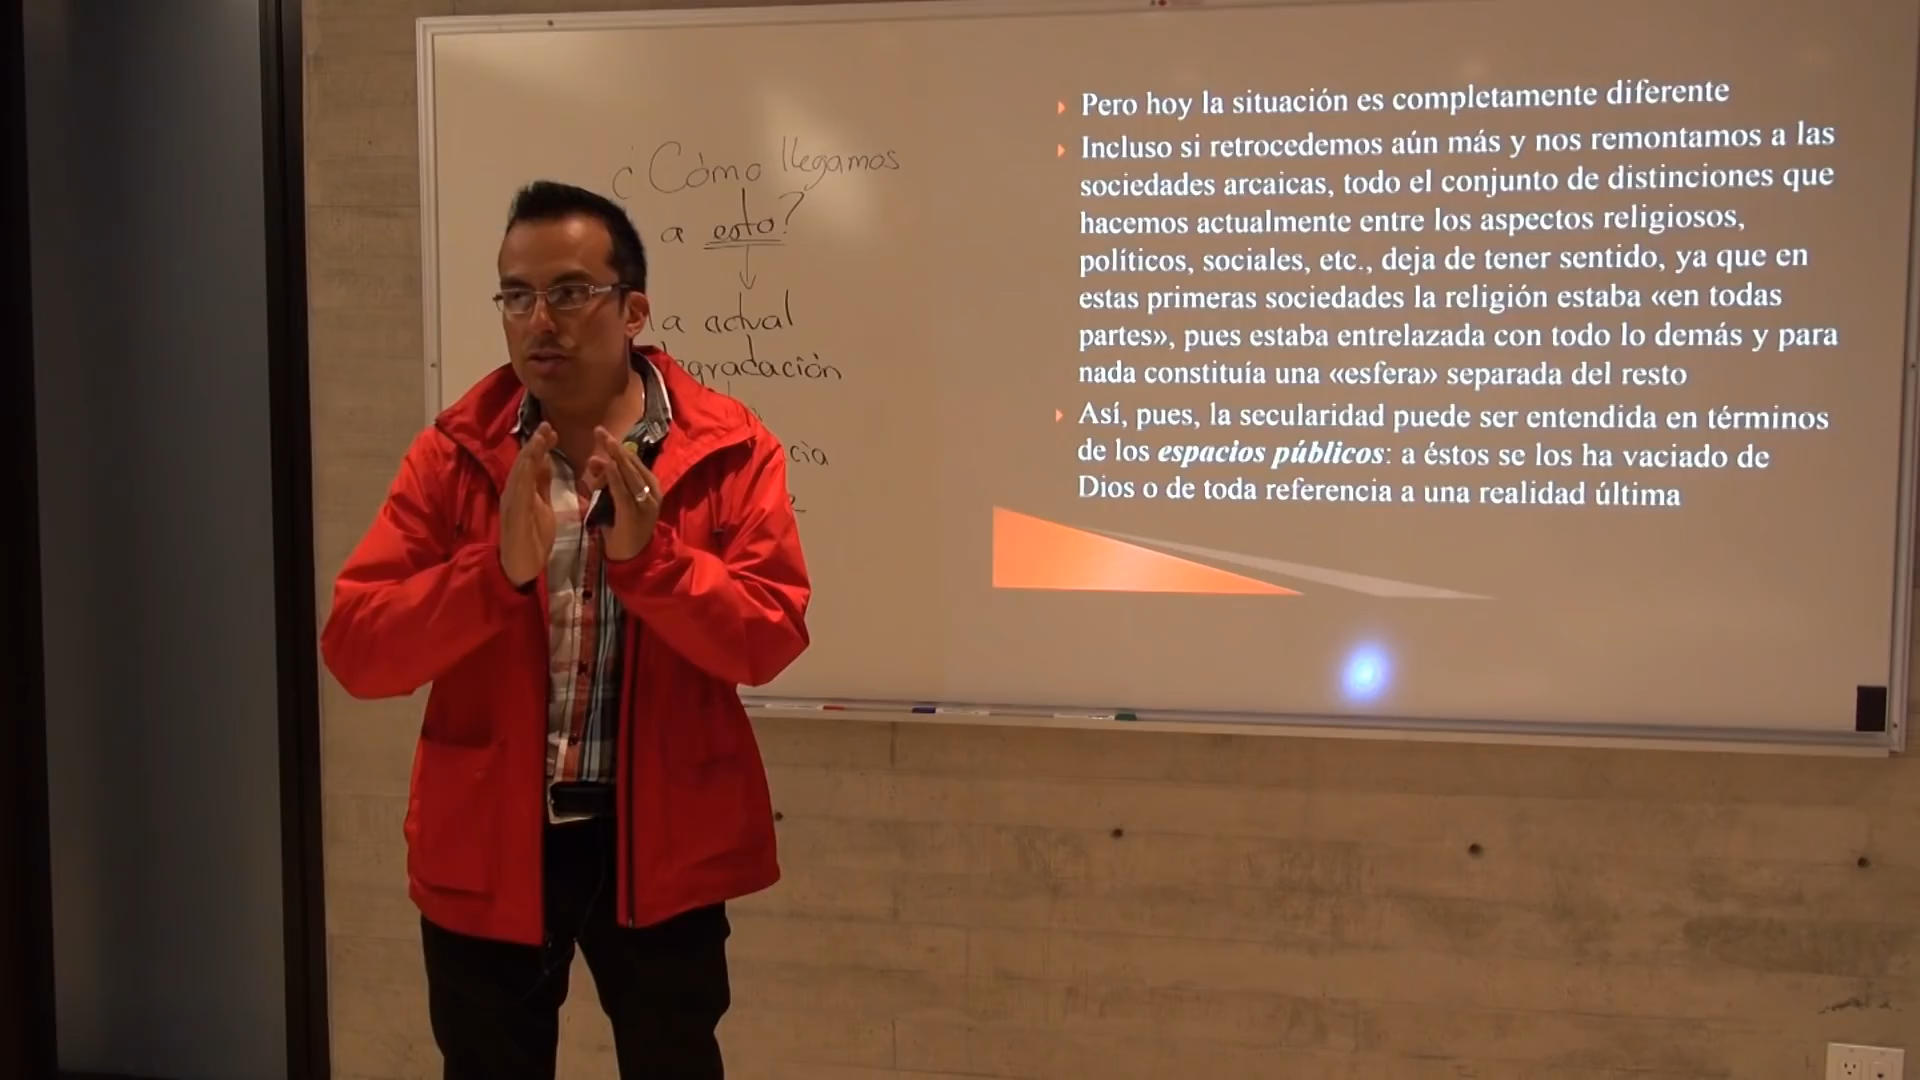 ¿Cómo llegamos
a esto?
la actual
gradación
cia
Pero hoy la situación es completamente diferente
Incluso si retrocedemos aún más y nos remontamos a las
sociedades arcaicas, todo el conjunto de distinciones que
hacemos actualmente entre los aspectos religiosos,
políticos, sociales, etc., deja de tener sentido, ya que en
estas primeras sociedades la religión estaba «en todas
partes», pues estaba entrelazada con todo lo demás y para
nada constituía una «esfera» separada del resto
Así, pues, la secularidad puede ser entendida en términos
de los espacios públicos: a éstos se los ha vaciado de
Dios o de toda referencia a una realidad última